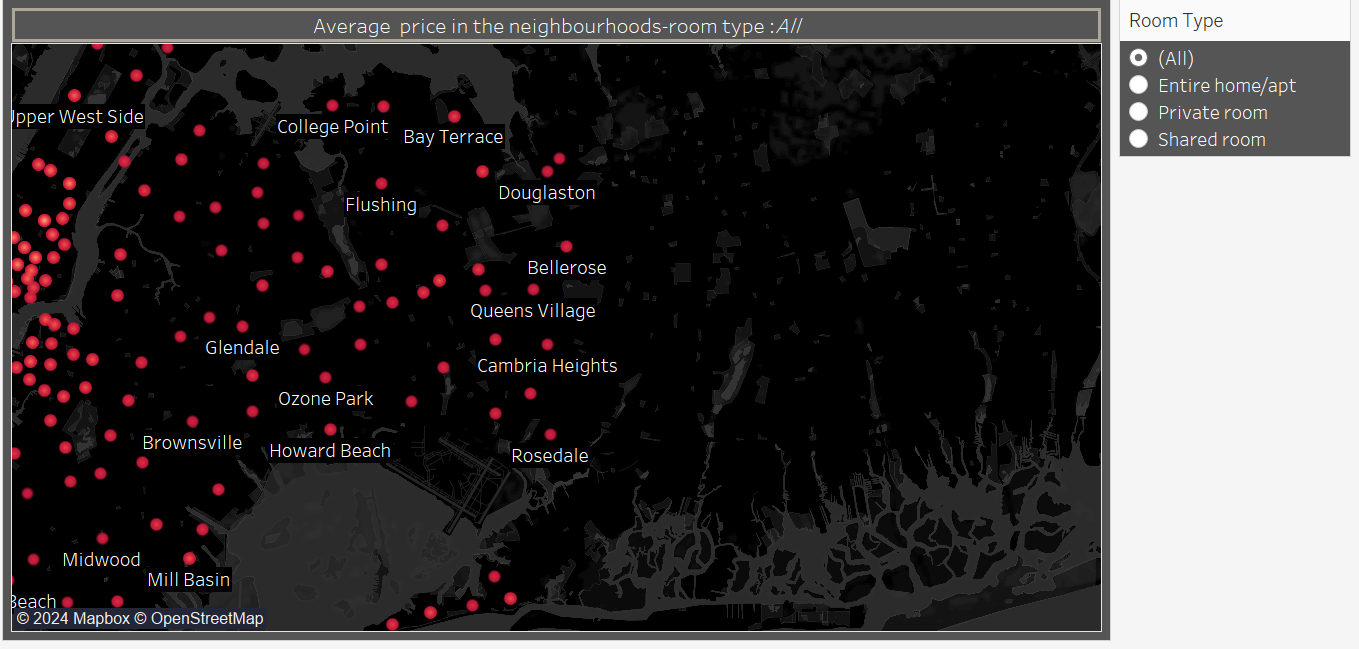 Average price in the neighbourhoods-room type :All
Room Type
(All)
Entire home/apt
Private room
Shared room
Upper West Side
College Point
Bay Terrace
Douglaston
Flushing
Bellerose
Queens Village
Glendale
Cambria Heights
Ozone Park
Brownsville
Howard Beach
Rosedale
Midwood
Mill Basin
Beach
© 2024 Mapbox © OpenStreetMap